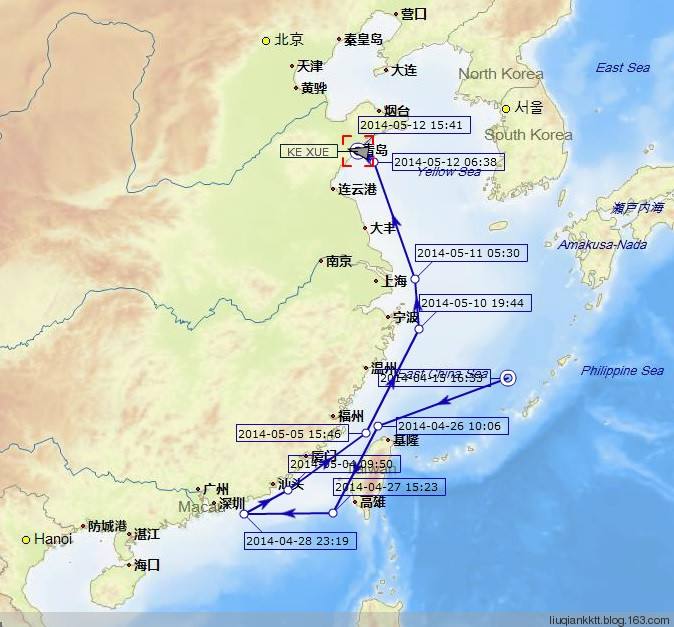 营口
北京
秦皇岛
天津
大连
North Korea
East Sea
黄骅
烟台
서울
2014-05-12 15:41
South Korea
KE XUE
青岛
2014-05-12 06:38
Yellow Sea
连云港
瀬戸内海
大丰
Amakusa-Nada
2014-05-11 05:30
南京
上海
2014-05-10 19:44
宁波
温州
East China Sea
Philippine Sea
2014-04-15 16:33
福州
2014-04-26 10:06
2014-05-05 15:46
基隆
厦门
2014-05-04 09:50
汕头
2014-04-27 15:23
广州
深圳
高雄
Macau
防城港
湛江
Hanoi
2014-04-28 23:19
海口
liuqiankktt.blog.163.com